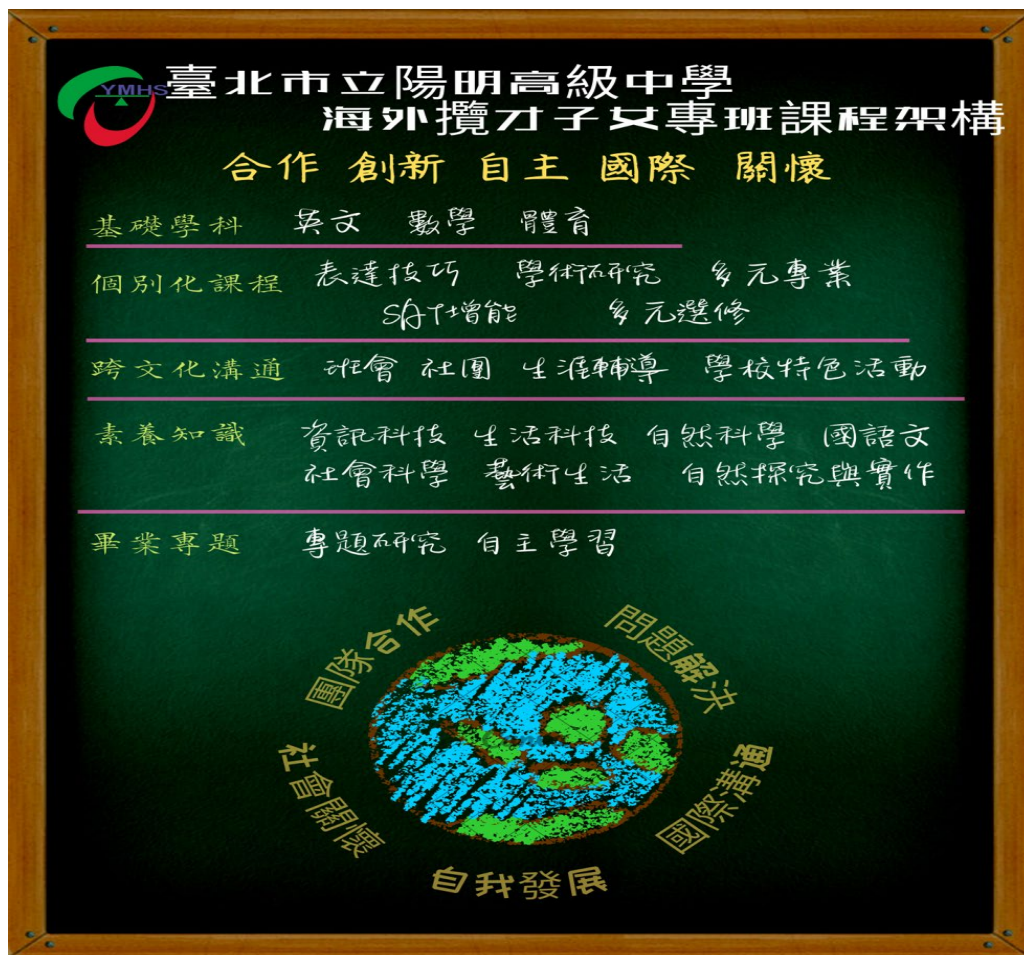 YMHS
臺北市立陽明高級中學
海外攬才子女專班課程架構
合作 創新 自主 國際 關懷
基礎學科 英文 數學 體育
個別化課程 表達技巧 學術研究 多元專業
SAT增能 多元選修
跨文化溝通 班會 社團 生涯輔導 學校特色活動
素養知識 資訊科技 生活科技 自然科學 國語文
社會科學 藝術生活 自然探究與實作
畢業專題 專題研究 自主學習
團隊合作
問題解決
社會關懷
國際溝通
自我發展